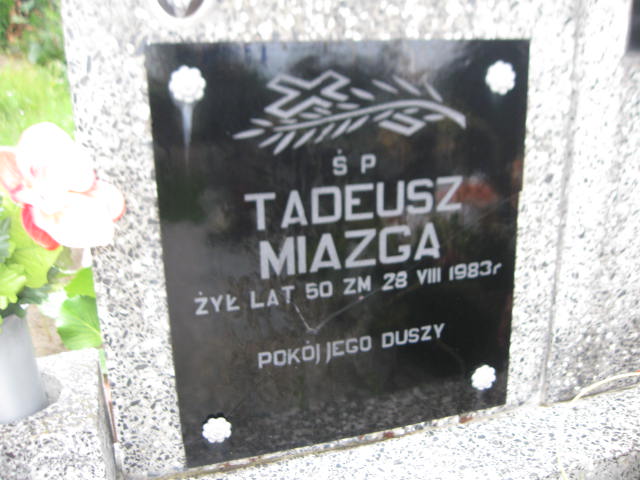 Ś P
TADEUSZ
MIAZGA
ŻYŁ LAT 50 ZM 28 VIII 1983r
POKÓJ JEGO DUSZY